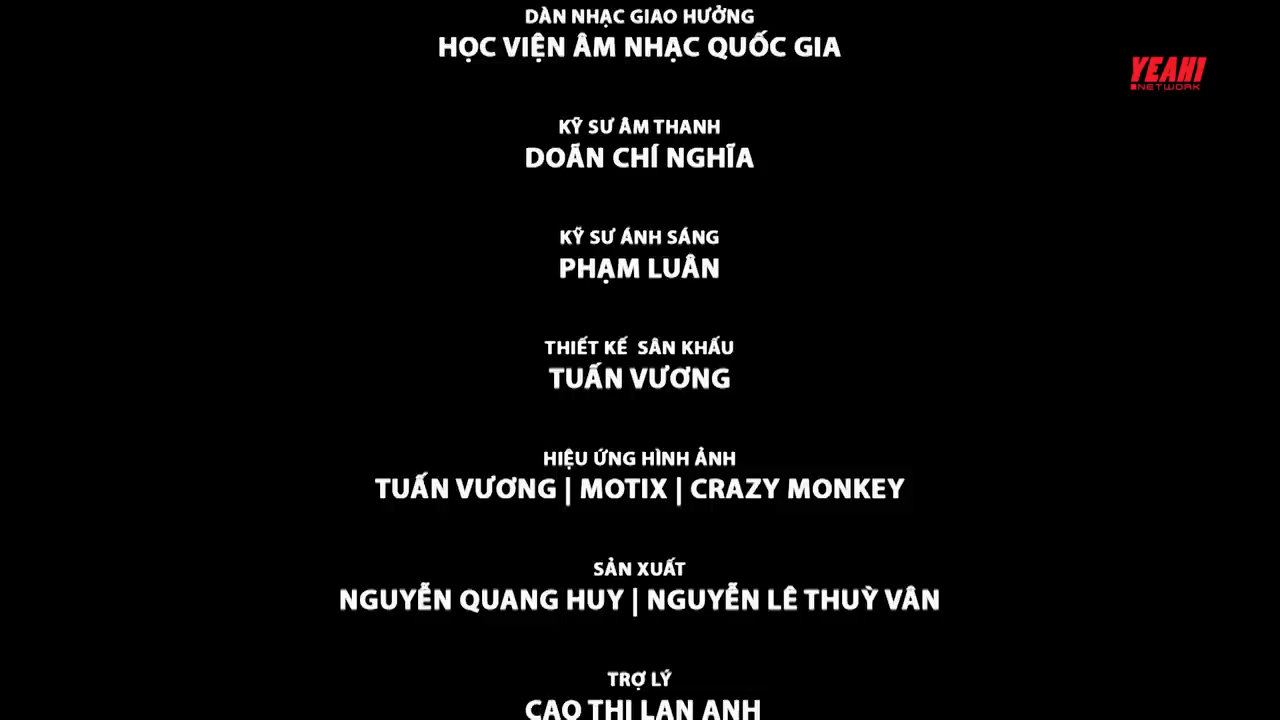 DÀN NHẠC GIAO HƯỞNG
HỌC VIỆN ÂM NHẠC QUỐC GIA
YEAH1
NETWORK
KỸ SƯ ÂM THANH
DOÃN CHÍ NGHĨA
KỸ SƯ ÁNH SÁNG
PHẠM LUÂN
THIẾT KẾ SÂN KHẤU
TUẤN VƯƠNG
HIỆU ỨNG HÌNH ẢNH
TUẤN VƯƠNG | MOTIX | CRAZY MONKEY
SẢN XUẤT
NGUYỄN QUANG HUY | NGUYỄN LÊ THUỲ VÂN
TRỢ LÝ
CAO THỊ LAN ANH